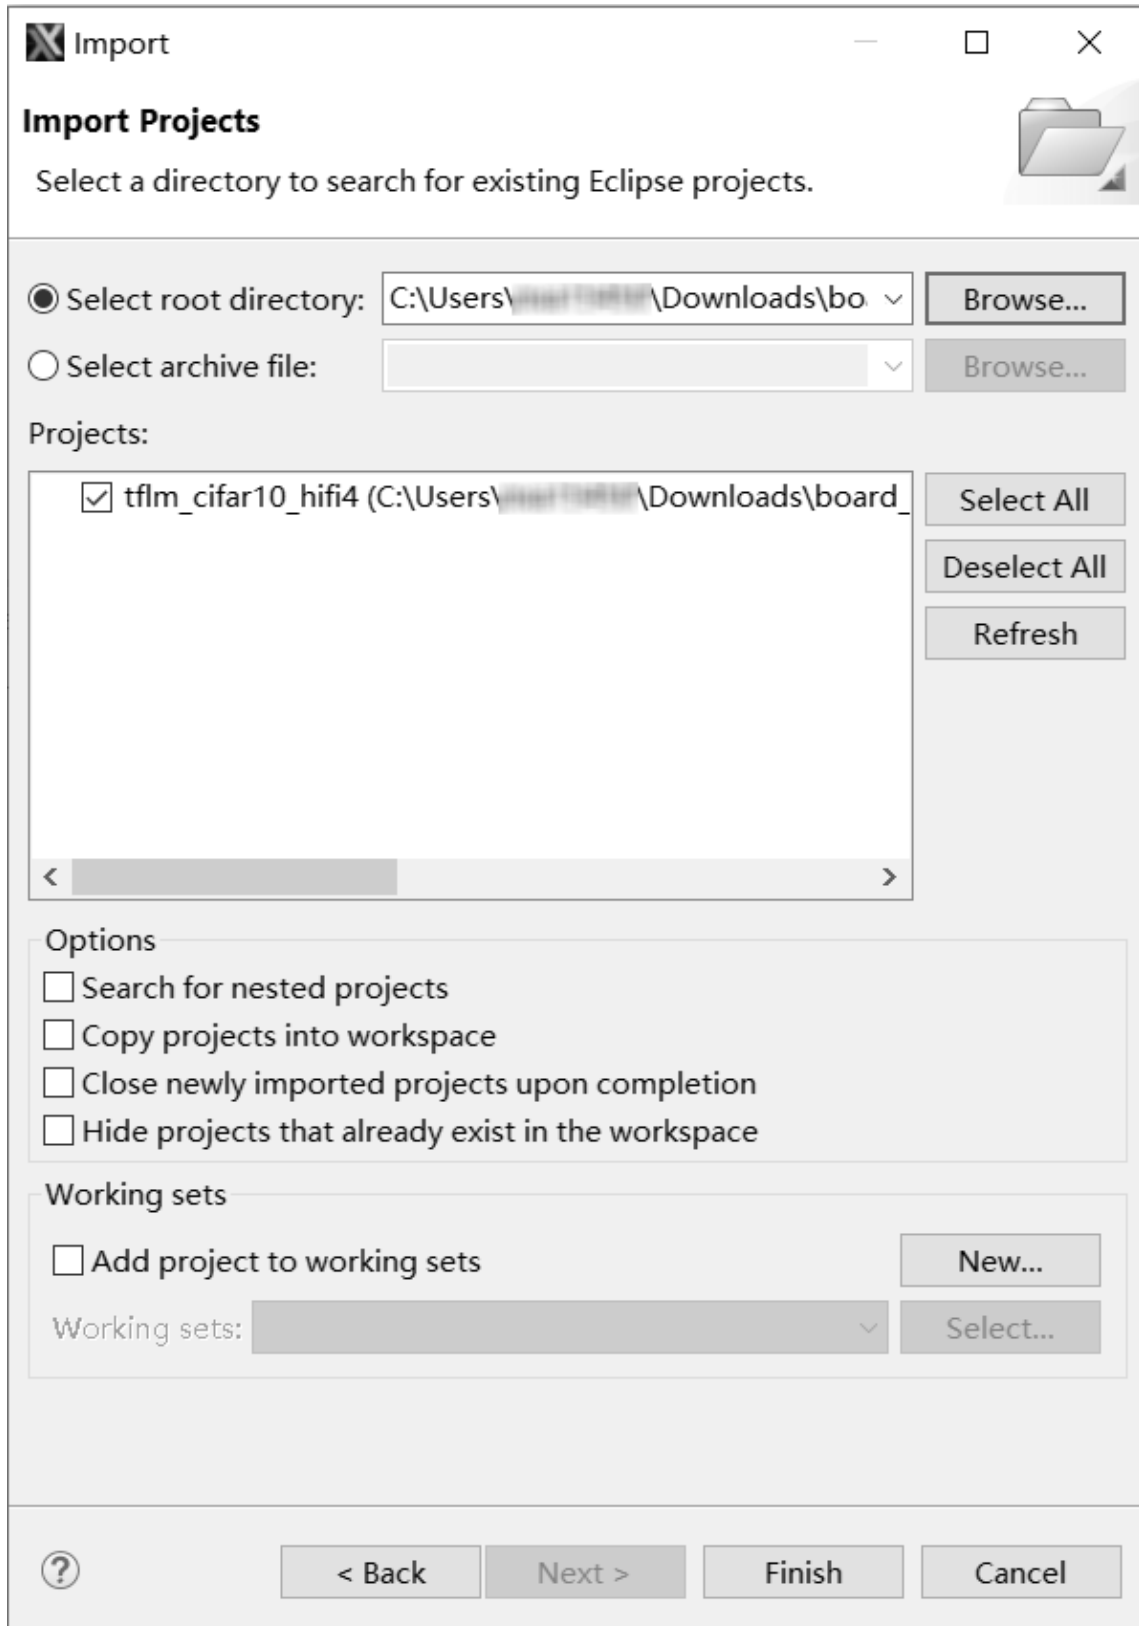 Import
Import Projects
Select a directory to search for existing Eclipse projects.
Select root directory: C:\Users\ \Downloads\bo Browse...
Select archive file: Browse...
Projects:
tflm_cifar10_hifi4 (C:\Users\ \Downloads\board_ Select All
Deselect All
Refresh
Options
Search for nested projects
Copy projects into workspace
Close newly imported projects upon completion
Hide projects that already exist in the workspace
Working sets
Add project to working sets New...
Working sets: Select...
? < Back Next > Finish Cancel